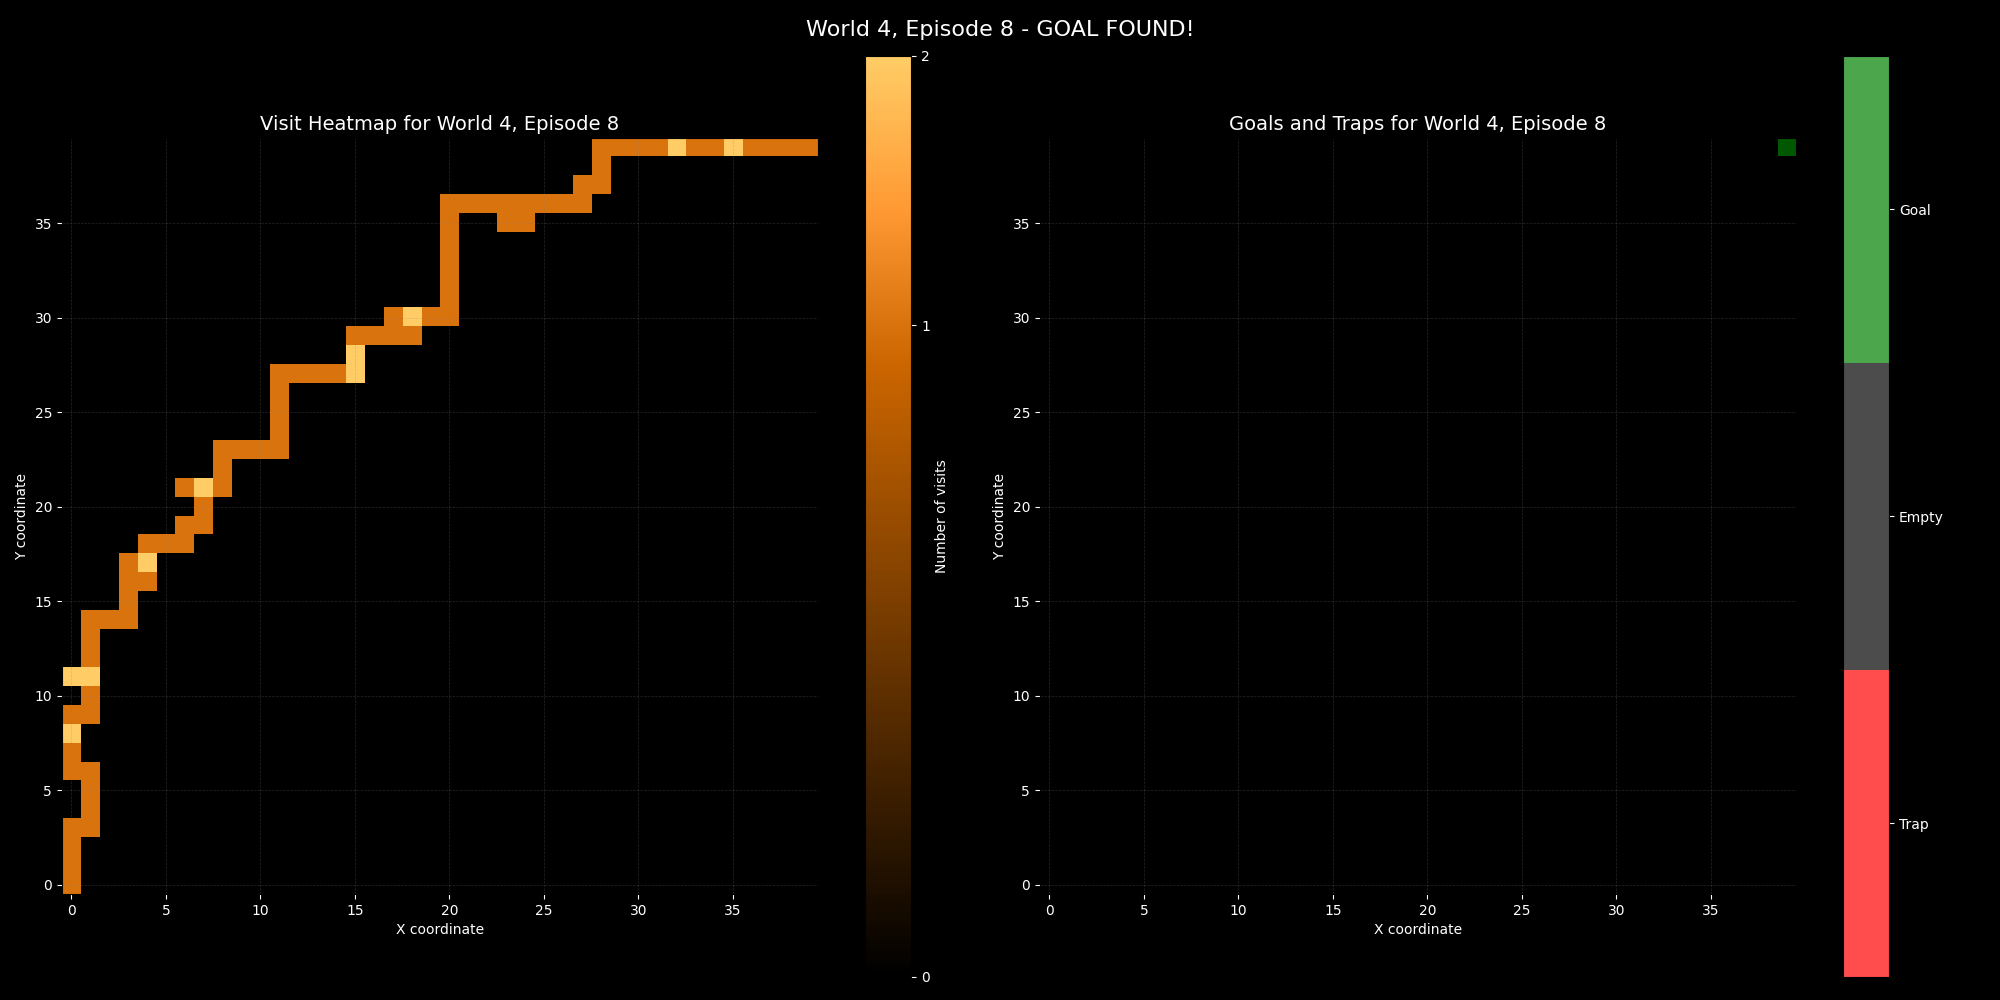 World 4, Episode 8 - GOAL FOUND!
Visit Heatmap for World 4, Episode 8
35
30
25
20
15
10
5
0
Y coordinate
0 5 10 15 20 25 30 35
X coordinate
2
1
0
Number of visits
Goals and Traps for World 4, Episode 8
35
30
25
20
15
10
5
0
Y coordinate
0 5 10 15 20 25 30 35
X coordinate
Goal
Empty
Trap